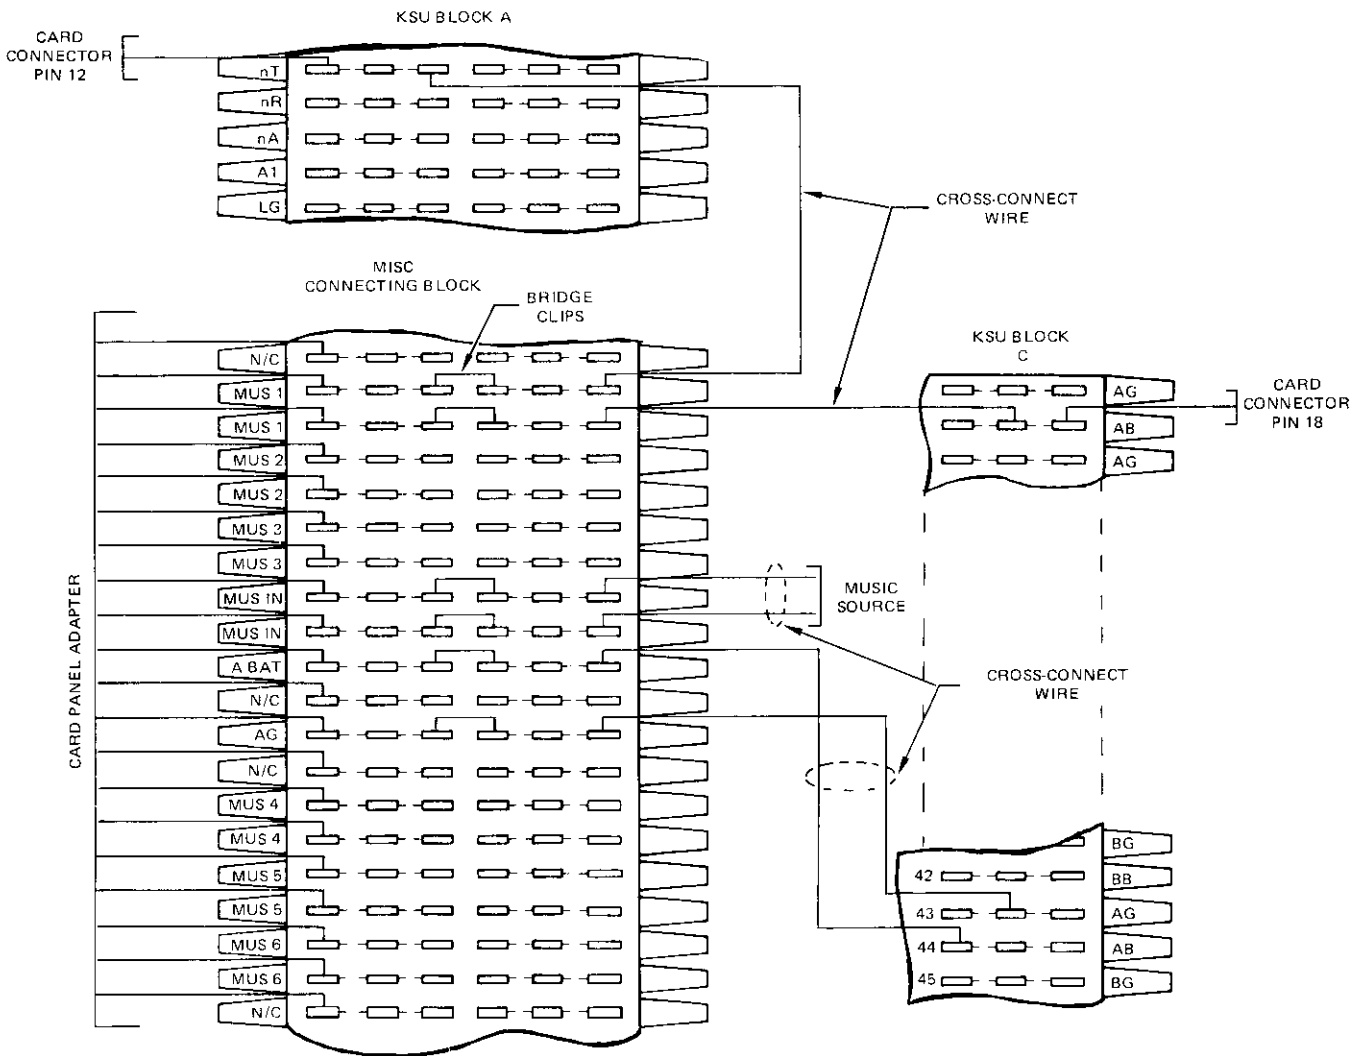 KSU BLOCK A
CARD
CONNECTOR
PIN 12
nT
nR
nA
A1
LG
CROSS-CONNECT
WIRE
MISC
CONNECTING BLOCK
BRIDGE
CLIPS
KSU BLOCK
C
CARD PANEL ADAPTER
N/C
MUS 1
MUS 1
MUS 2
MUS 2
MUS 3
MUS 3
MUS IN
MUS IN
A BAT
N/C
AG
N/C
MUS 4
MUS 4
MUS 5
MUS 5
MUS 6
MUS 6
N/C
AG
AB
AG
CARD
CONNECTOR
PIN 18
MUSIC
SOURCE
CROSS-CONNECT
WIRE
BG
42
BB
43
AG
44
AB
45
BG